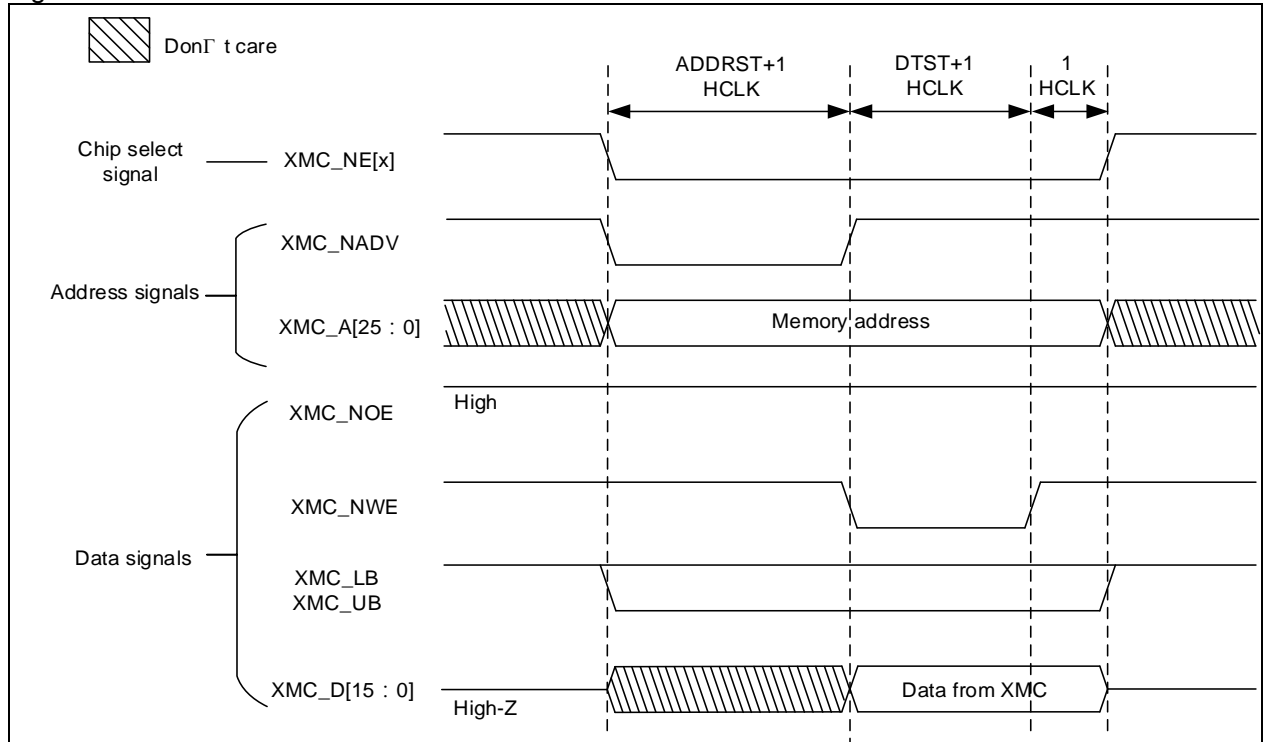 DonΓ t care
ADDRST+1
HCLK
DTST+1
HCLK
1
HCLK
Chip select
signal
XMC_NE[x]
XMC_NADV
Address signals
XMC_A[25 : 0]
Memory address
XMC_NOE
High
XMC_NWE
Data signals
XMC_LB
XMC_UB
XMC_D[15 : 0]
High-Z
Data from XMC